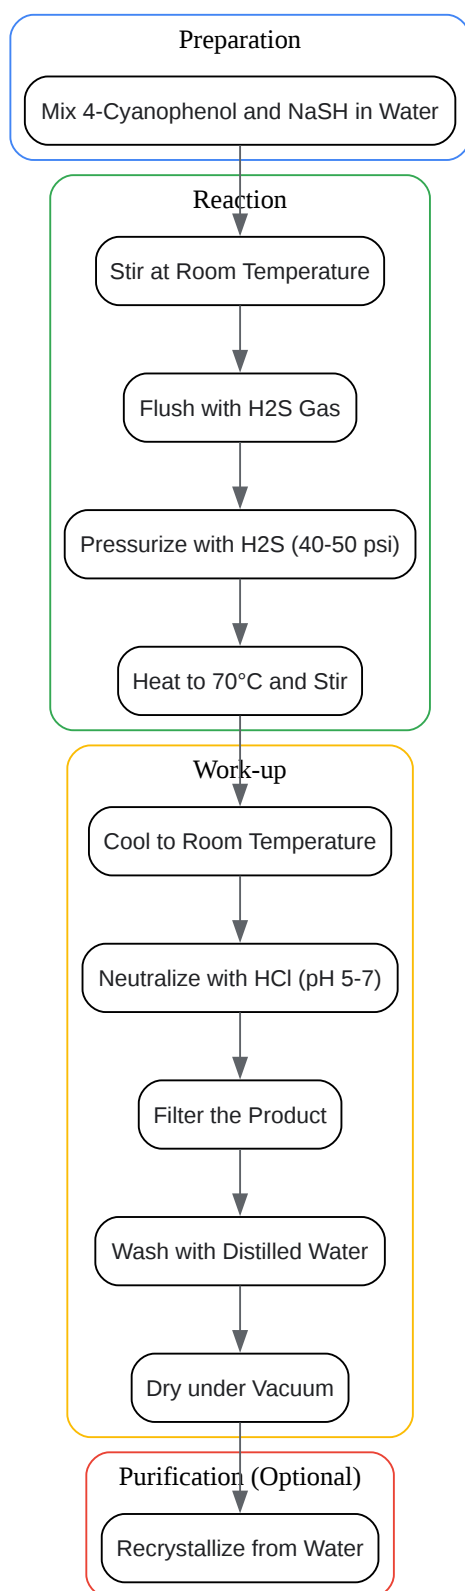 Preparation
Mix 4-Cyanophenol and NaSH in Water
Reaction
Stir at Room Temperature
Flush with H2S Gas
Pressurize with H2S (40-50 psi)
Heat to 70°C and Stir
Work-up
Cool to Room Temperature
Neutralize with HCl (pH 5-7)
Filter the Product
Wash with Distilled Water
Dry under Vacuum
Purification (Optional)
Recrystallize from Water